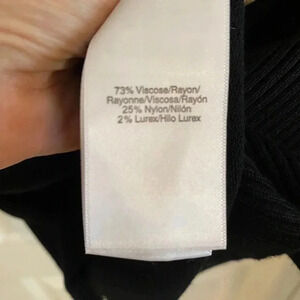 73% Viscose/Rayon/
Rayonne/Viscosa/Rayón
25% Nylon/Nilón
2% Lurex/Hilo Lurex